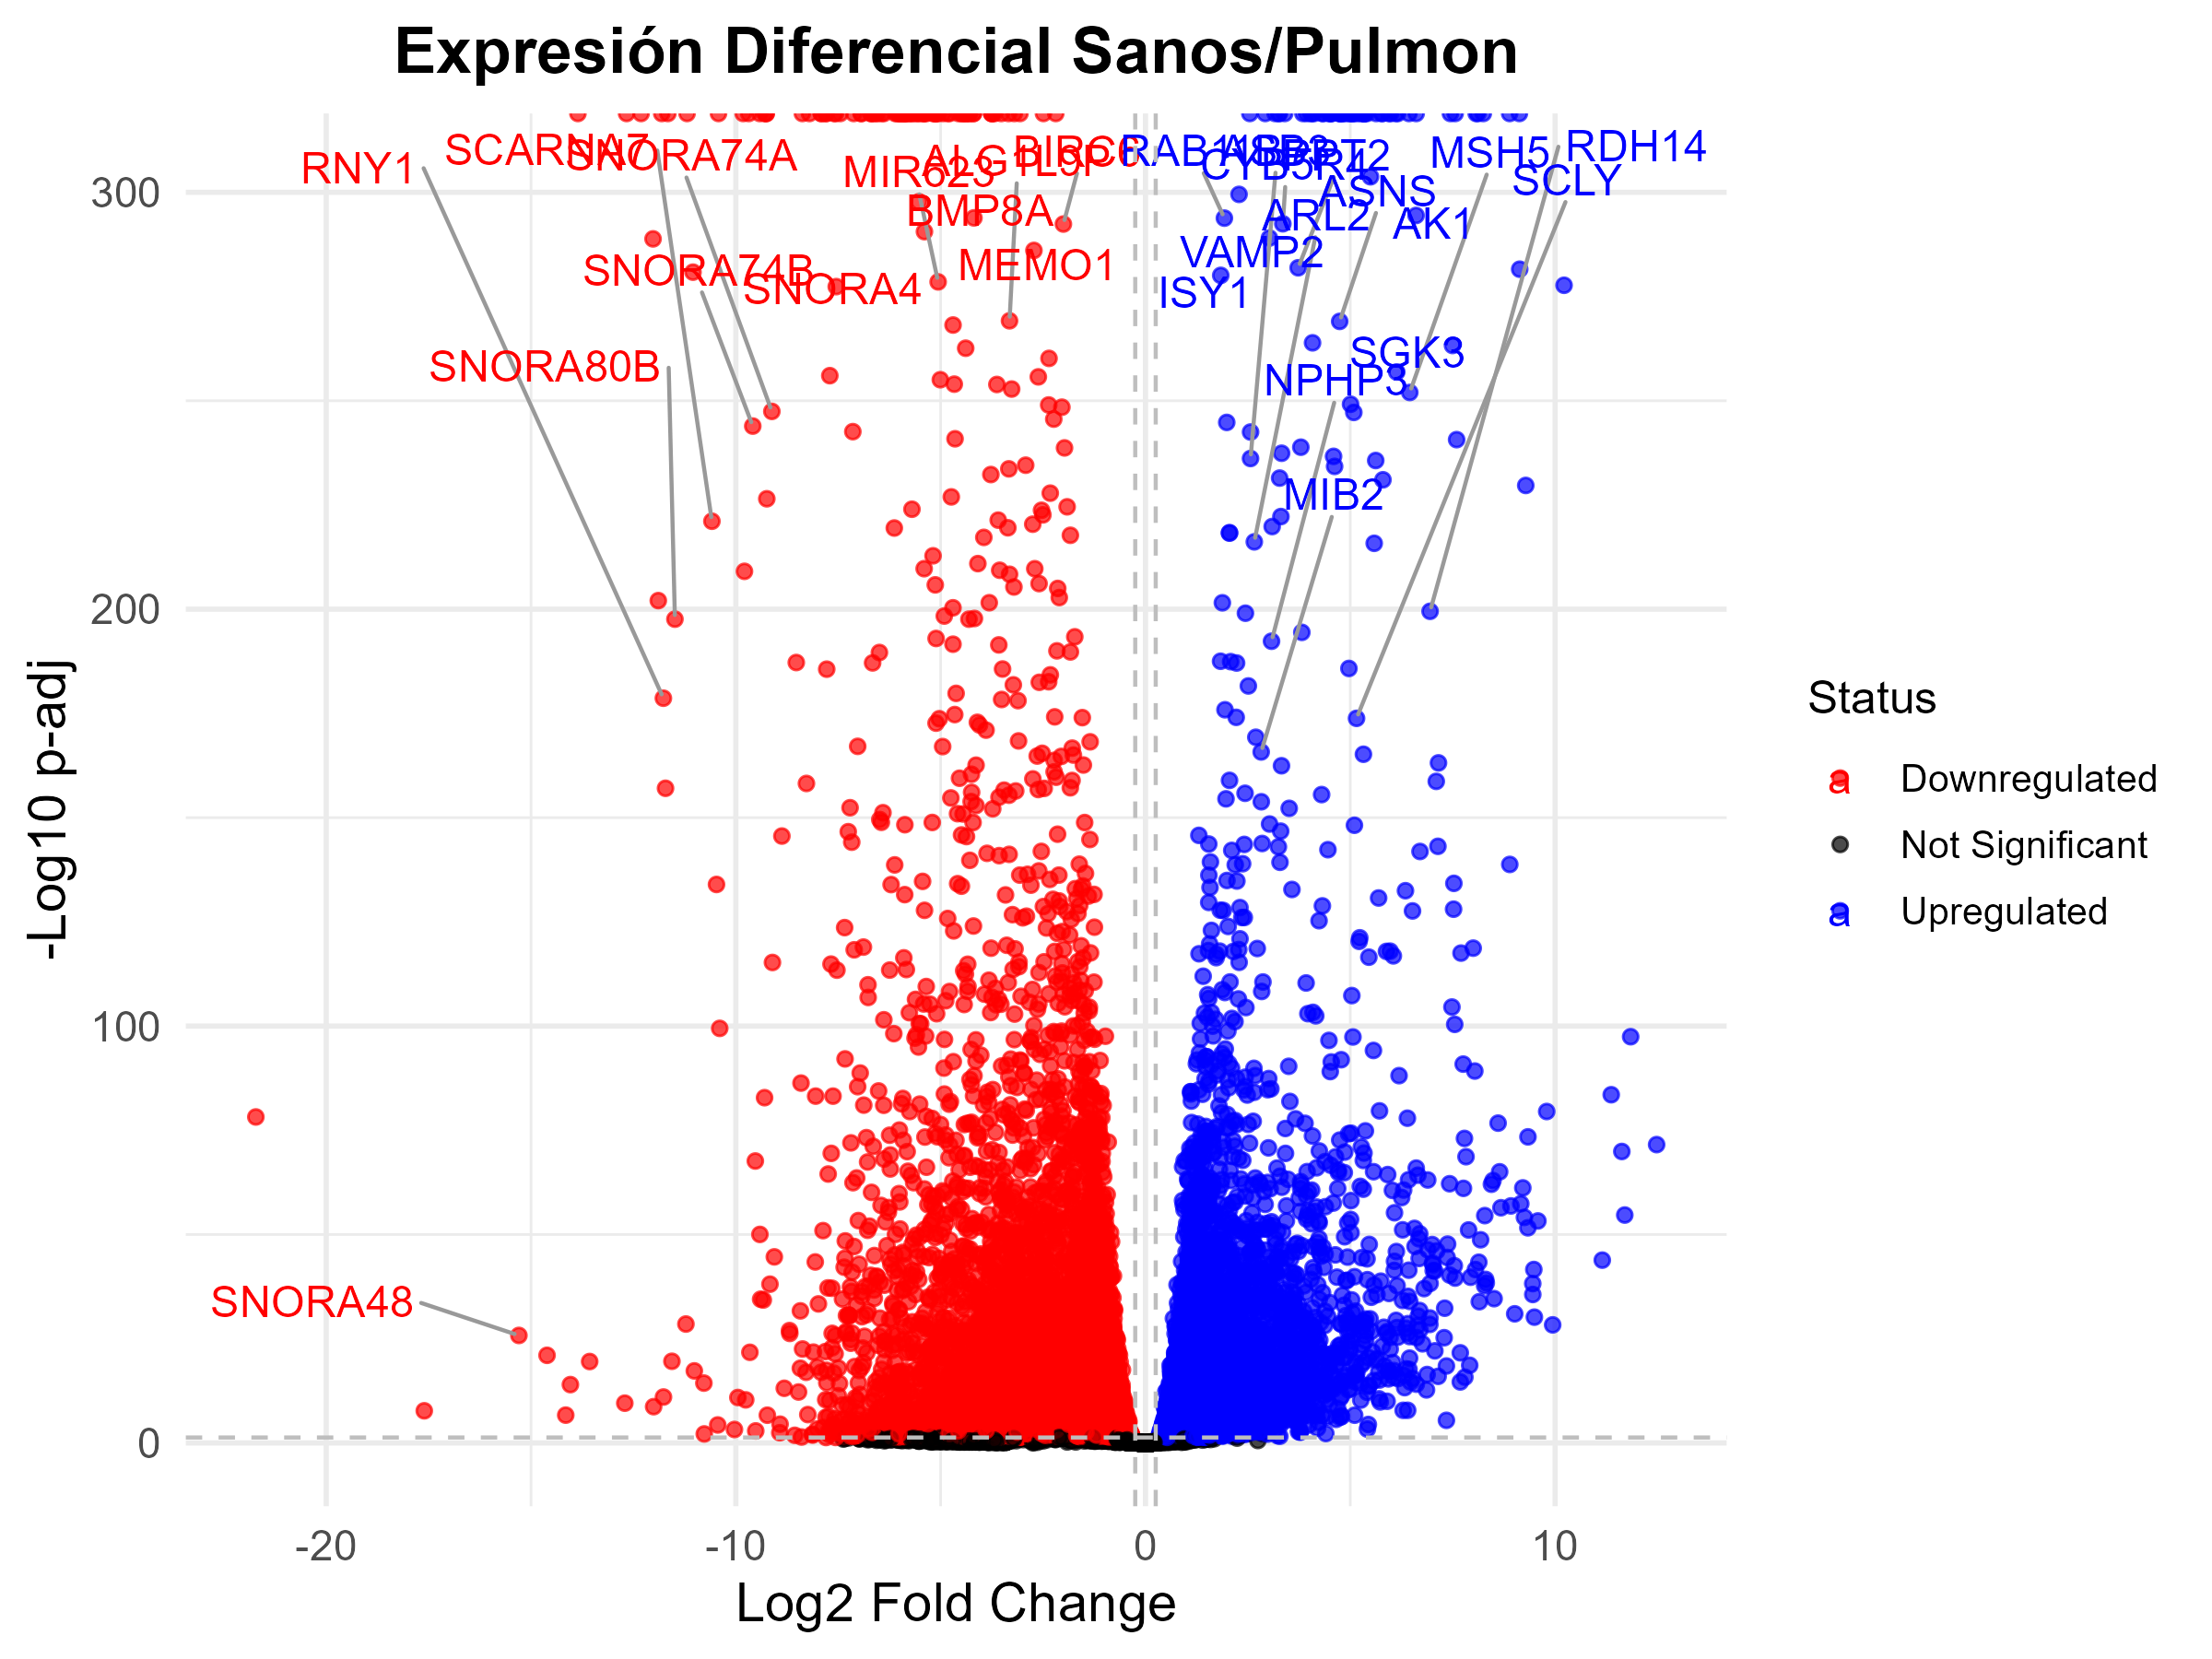 Expresión Diferencial Sanos/Pulmon
SCARNA7
SNORA74A
RNY1
MIR623
BMP8A
MEMO1
SNORA74B
SNORA4
SNORA80B
SNORA48
MSH5
RDH14
SCLY
ASNS
ARL2
AK1
VAMP2
ISY1
SGK3
NPHP3
MIB2
300
200
100
0
-20
-10
0
10
-Log10 p-adj
Log2 Fold Change
Status
a Downregulated
Not Significant
a Upregulated